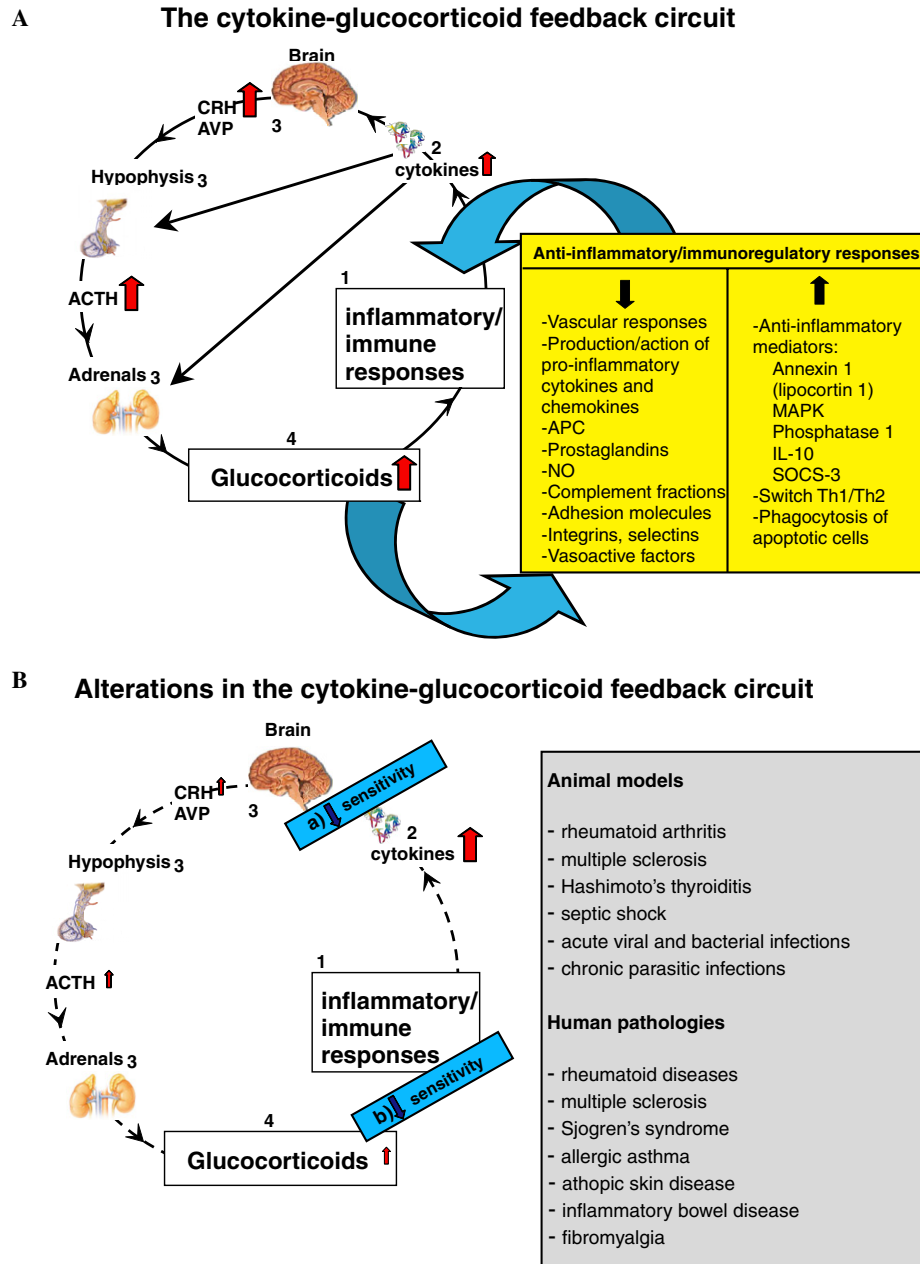 A
The cytokine-glucocorticoid feedback circuit
Brain
CRH
AVP
3
2
cytokines
Hypophysis 3
ACTH
Adrenals 3
4
Glucocorticoids
1
inflammatory/
immune
responses
Anti-inflammatory/immunoregulatory responses
-Vascular responses
-Production/action of
pro-inflammatory
cytokines and
chemokines
-APC
-Prostaglandins
-NO
-Complement fractions
-Adhesion molecules
-Integrins, selectins
-Vasoactive factors
-Anti-inflammatory
mediators:
Annexin 1
(lipocortin 1)
MAPK
Phosphatase 1
IL-10
SOCS-3
-Switch Th1/Th2
-Phagocytosis of
apoptotic cells
B
Alterations in the cytokine-glucocorticoid feedback circuit
Brain
CRH
AVP
3
a) sensitivity
2
cytokines
Hypophysis 3
ACTH
Adrenals 3
4
Glucocorticoids
1
inflammatory/
immune
responses
b) sensitivity
Animal models
- rheumatoid arthritis
- multiple sclerosis
- Hashimoto's thyroiditis
- septic shock
- acute viral and bacterial infections
- chronic parasitic infections
Human pathologies
- rheumatoid diseases
- multiple sclerosis
- Sjogren's syndrome
- allergic asthma
- athopic skin disease
- inflammatory bowel disease
- fibromyalgia